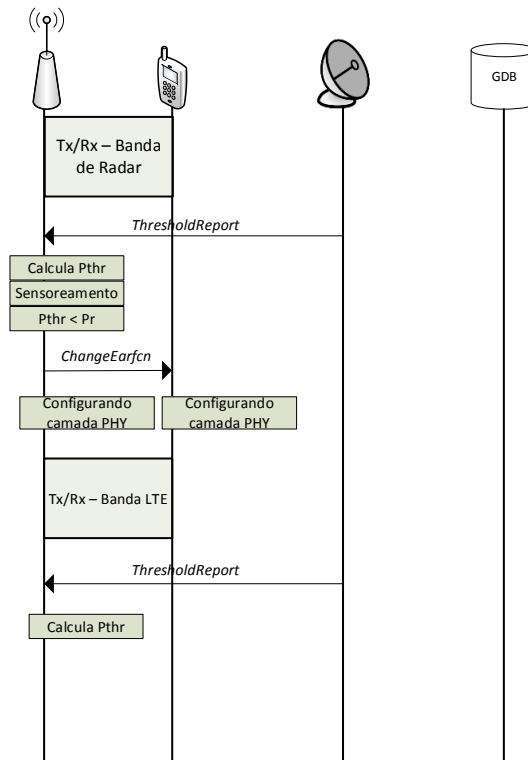 GDB
Tx/Rx – Banda
de Radar
ThresholdReport
Calcula Pthr
Sensoreamento
Pthr < Pr
ChangeEarfcn
Configurando
camada PHY
Configurando
camada PHY
Tx/Rx – Banda LTE
ThresholdReport
Calcula Pthr